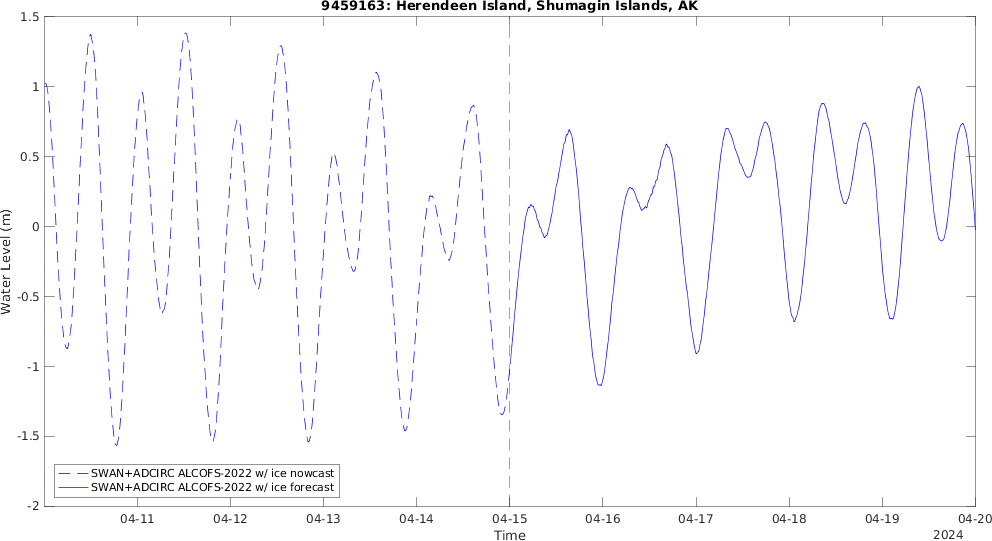 9459163: Herendeen Island, Shumagin Islands, AK
1.5
1
0.5
0
-0.5
-1
-1.5
-2
Water Level (m)
SWAN+ADCIRC ALCOFS-2022 w/ ice nowcast
SWAN+ADCIRC ALCOFS-2022 w/ ice forecast
04-11 04-12 04-13 04-14 04-15 04-16 04-17 04-18 04-19 04-20
Time
2024